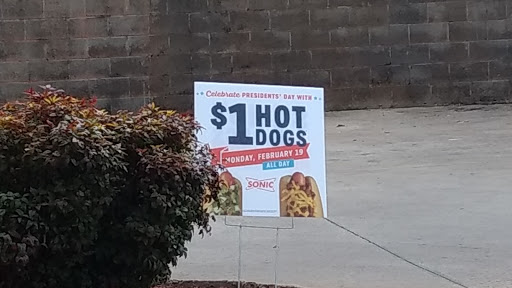 Celebrate PRESIDENTS' DAY WITH
$1 HOT DOGS
MONDAY, FEBRUARY 19
ALL DAY
SONIC